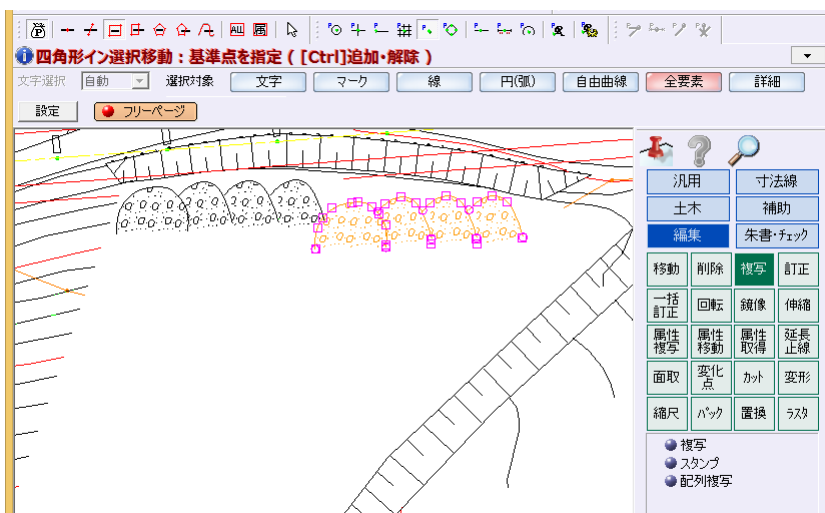 ALL
四角形イン選択移動：基準点を指定 ( [Ctrl]追加・解除 )
文字選択 自動 選択対象 文字 マーク 線 円(弧) 自由曲線 全要素 詳細
設定 フリーページ
汎用 寸法線
土木 補助
編集 朱書・チェック
移動 削除 複写 訂正
一括訂正 回転 鏡像 伸縮
属性複写 属性移動 属性取得 延長止線
面取 変化点 カット 変形
縮尺 パック 置換 ラスタ
複写
スタンプ
配列複写